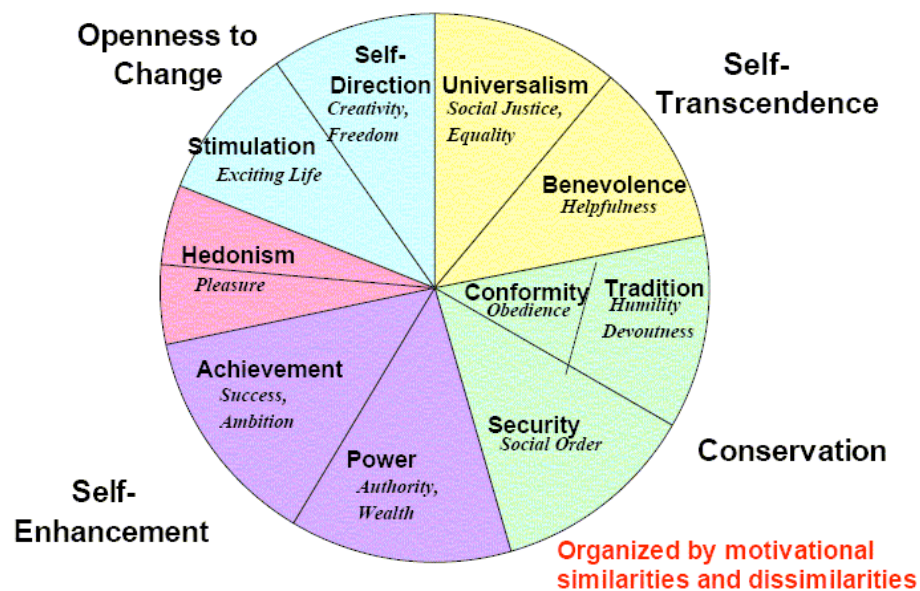 Openness to
Change
Self-
Direction
Creativity,
Freedom
Universalism
Social Justice,
Equality
Self-
Transcendence
Stimulation
Exciting Life
Benevolence
Helpfulness
Hedonism
Pleasure
Conformity
Obedience
Tradition
Humility
Devoutness
Achievement
Success,
Ambition
Security
Social Order
Conservation
Power
Authority,
Wealth
Self-
Enhancement
Organized by motivational
similarities and dissimilarities